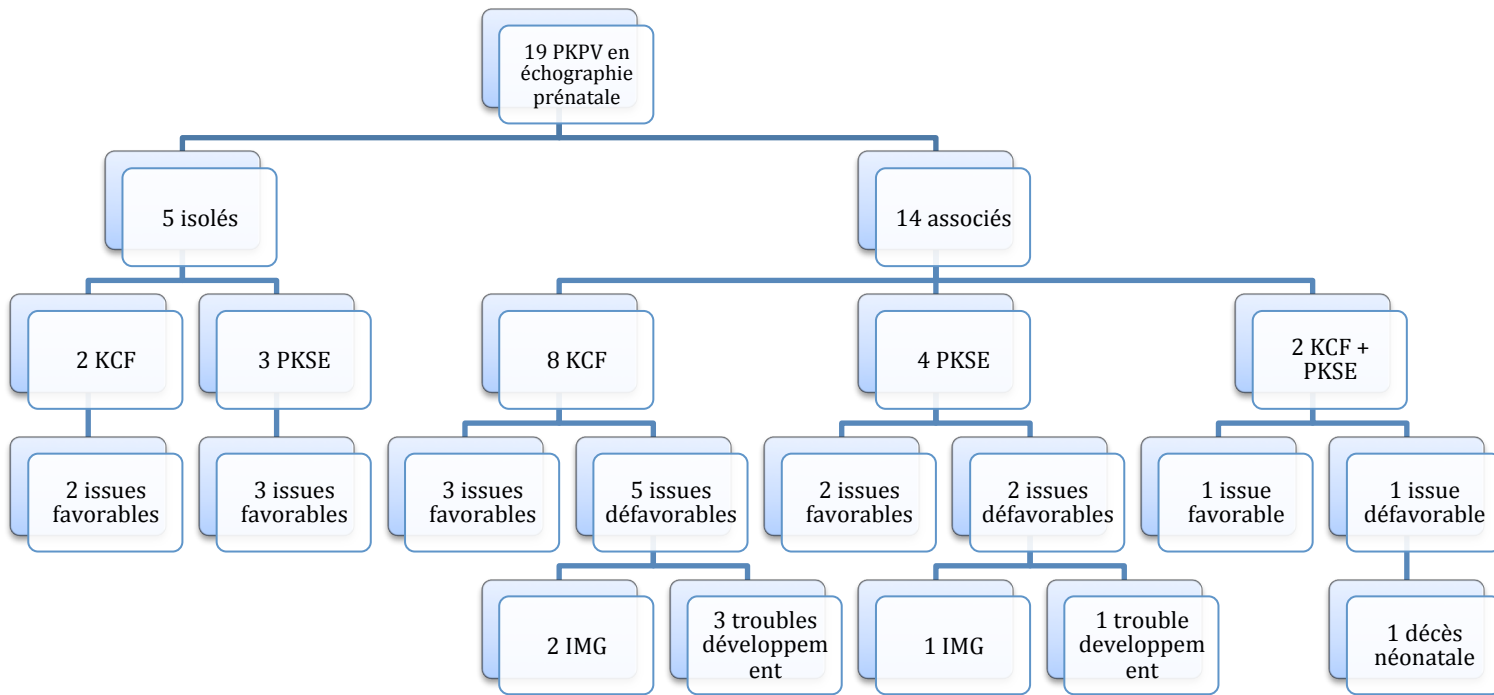 19 PKPV en
échographie
prénatale
5 isolés
14 associés
2 KCF
3 PKSE
8 KCF
4 PKSE
2 KCF +
PKSE
2 issues
favorables
3 issues
favorables
3 issues
favorables
5 issues
défavorables
2 issues
favorables
2 issues
défavorables
1 issue
favorable
1 issue
défavorable
2 IMG
3 troubles
développem
ent
1 IMG
1 trouble
developpem
ent
1 décès
néonatale